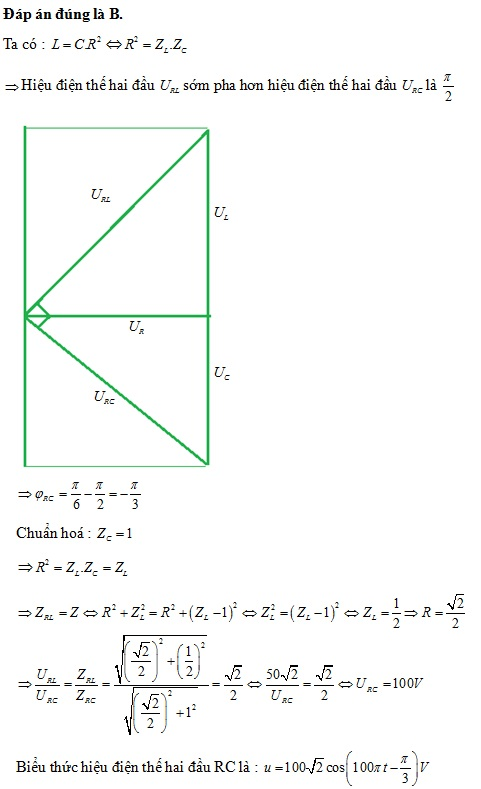 Đáp án đúng là B.
Ta có : L = C.R² ⇔ R² = Z_L.Z_C
⇒ Hiệu điện thế hai đầu U_RL sớm pha hơn hiệu điện thế hai đầu U_RC là π/2
U_RL
U_L
U_R
U_C
U_RC
⇒ φ_RC = π/6 − π/2 = −π/3
Chuẩn hoá : Z_C = 1
⇒ R² = Z_L.Z_C = Z_L
⇒ Z_RL = Z ⇔ R² + Z_L² = R² + (Z_L − 1)² ⇔ Z_L² = (Z_L − 1)² ⇔ Z_L = 1/2 ⇒ R = √2/2
⇒ U_RL/U_RC = Z_RL/Z_RC = √((√2/2)² + (1/2)²)/√((√2/2)² + 1²) = √2/2 ⇔ 50√2/U_RC = √2/2 ⇔ U_RC = 100V
Biểu thức hiệu điện thế hai đầu RC là : u = 100√2 cos(100πt − π/3)V